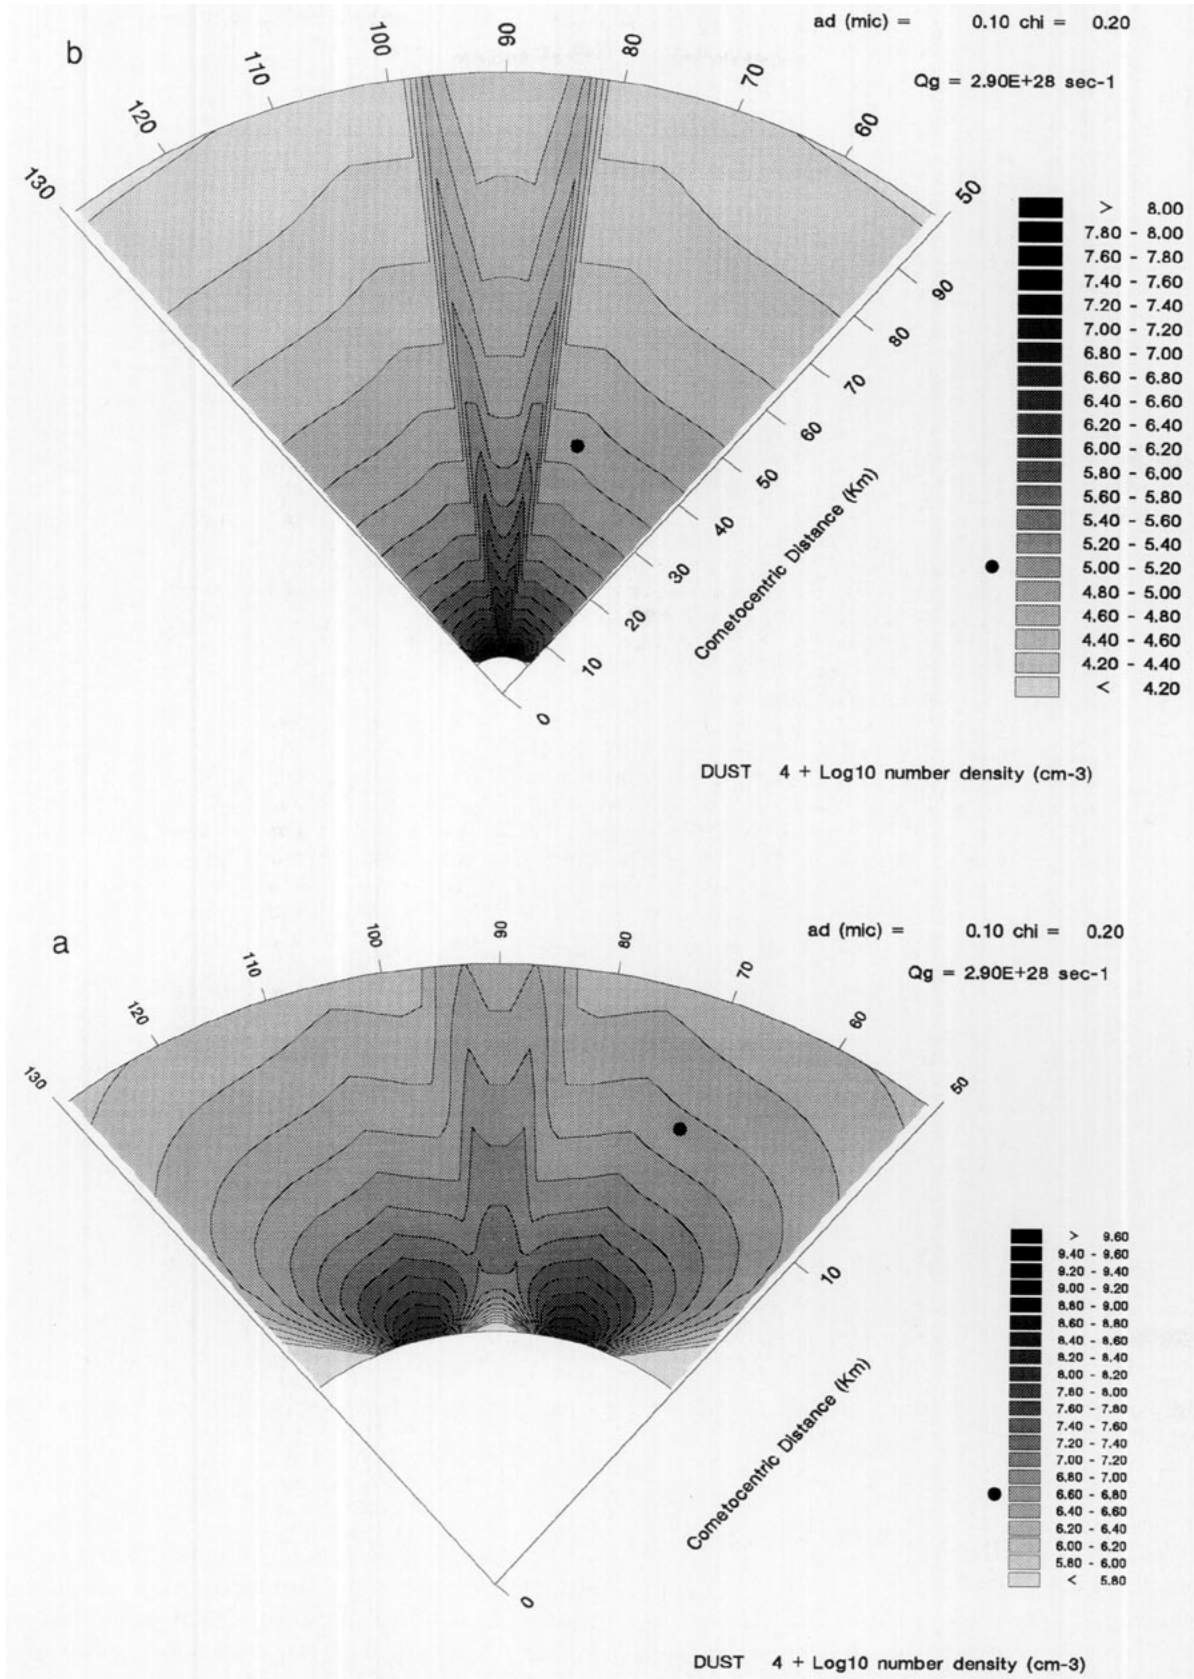 b
130
120
110
100
90
80
70
60
50
ad (mic) = 0.10 chi = 0.20
Qg = 2.90E+28 sec-1
> 8.00
7.80 - 8.00
7.60 - 7.80
7.40 - 7.60
7.20 - 7.40
7.00 - 7.20
6.80 - 7.00
6.60 - 6.80
6.40 - 6.60
6.20 - 6.40
6.00 - 6.20
5.80 - 6.00
5.60 - 5.80
5.40 - 5.60
5.20 - 5.40
5.00 - 5.20
4.80 - 5.00
4.60 - 4.80
4.40 - 4.60
4.20 - 4.40
< 4.20
90
80
70
60
50
40
30
20
10
0
Cometocentric Distance (Km)
DUST 4 + Log10 number density (cm-3)
a
130
120
110
100
90
80
70
60
50
ad (mic) = 0.10 chi = 0.20
Qg = 2.90E+28 sec-1
> 9.60
9.40 - 9.60
9.20 - 9.40
9.00 - 9.20
8.80 - 9.00
8.60 - 8.80
8.40 - 8.60
8.20 - 8.40
8.00 - 8.20
7.80 - 8.00
7.60 - 7.80
7.40 - 7.60
7.20 - 7.40
7.00 - 7.20
6.80 - 7.00
6.60 - 6.80
6.40 - 6.60
6.20 - 6.40
6.00 - 6.20
5.80 - 6.00
< 5.80
10
0
Cometocentric Distance (Km)
DUST 4 + Log10 number density (cm-3)